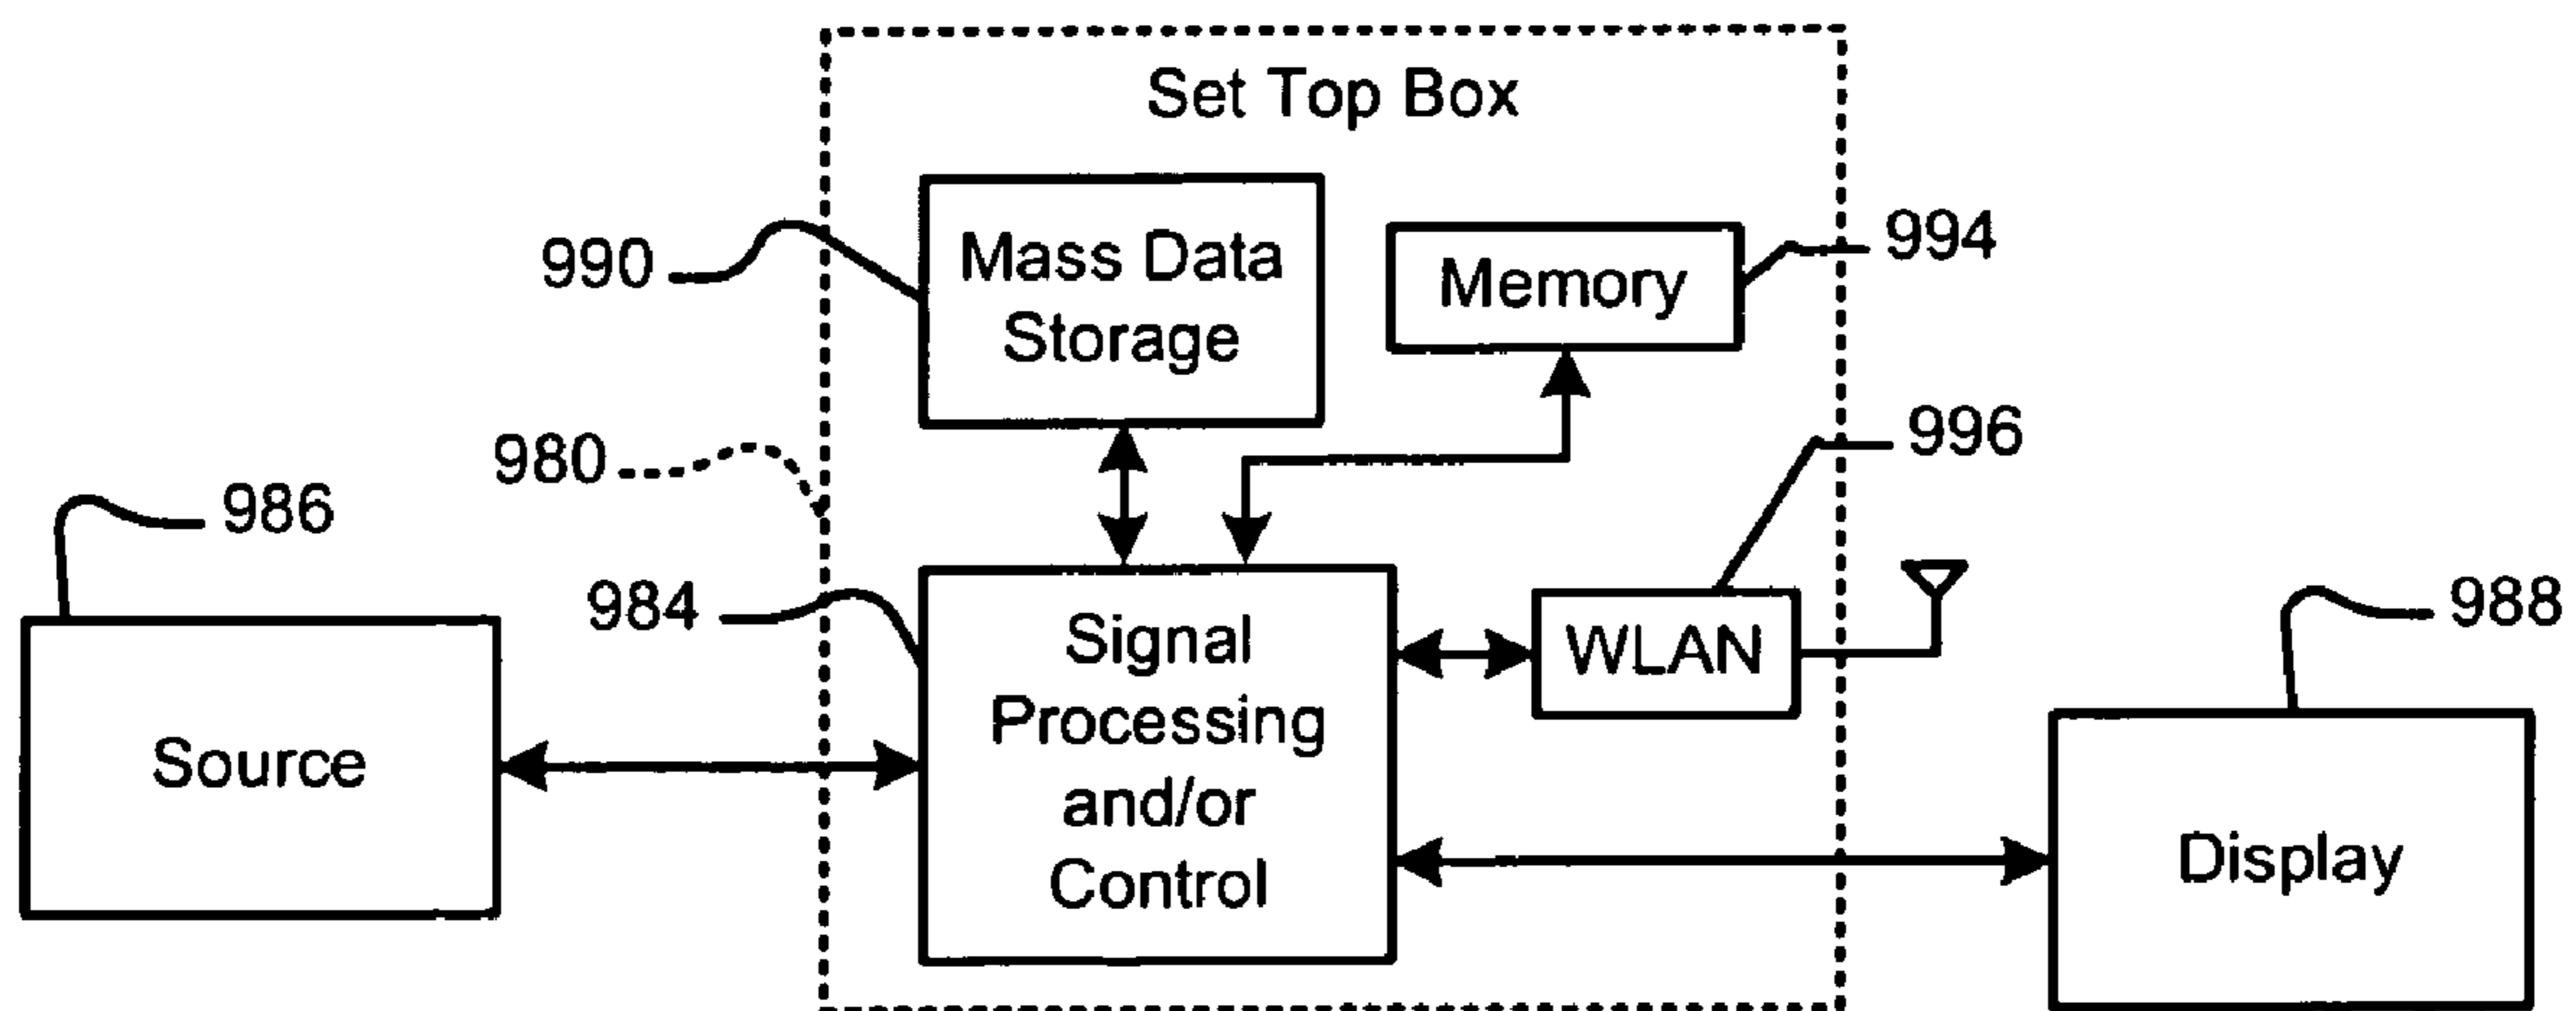 Set Top Box
990
Mass Data
Storage
Memory
994
980
996
986
984
Signal
Processing
and/or
Control
WLAN
988
Source
Display